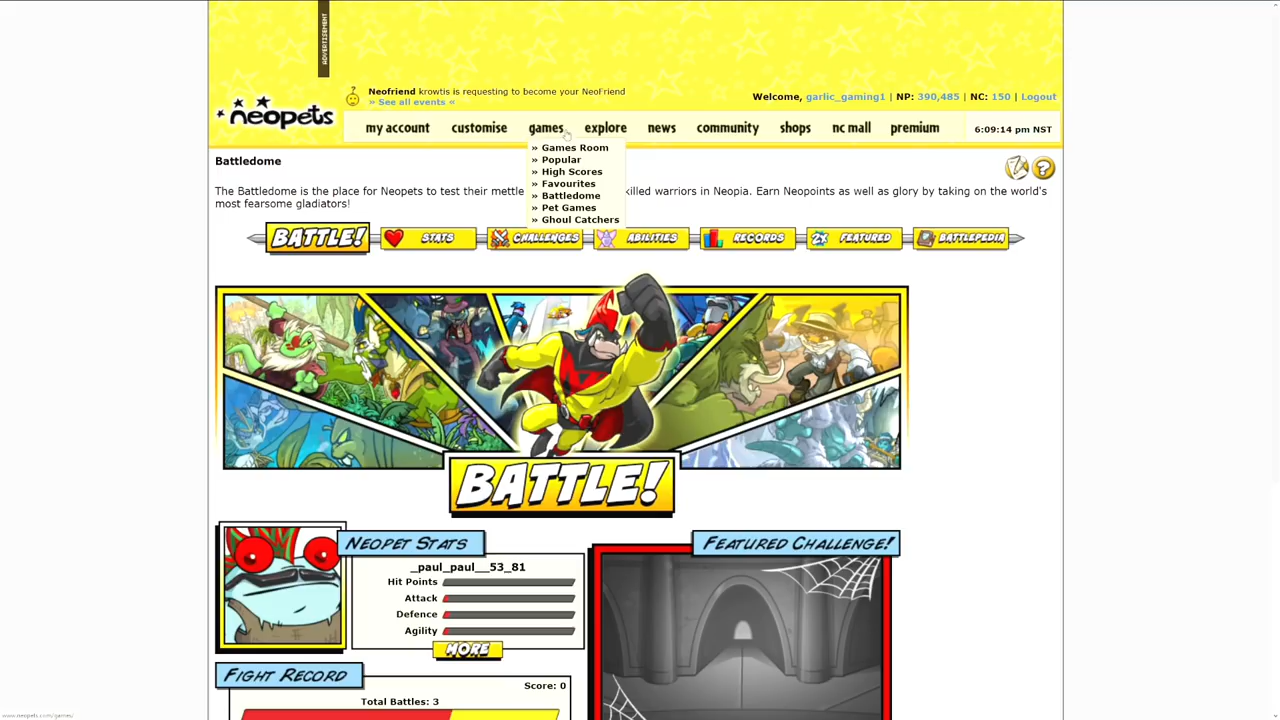 ADVERTISEMENT
Neofriend krowtis is requesting to become your NeoFriend
» See all events «
Welcome, garlic_gaming1 | NP: 390,485 | NC: 150 | Logout
neopets
my account customise games explore news community shops nc mall premium
6:09:14 pm NST
» Games Room
» Popular
» High Scores
» Favourites
» Battledome
» Pet Games
» Ghoul Catchers
Battledome
The Battledome is the place for Neopets to test their mettle killed warriors in Neopia. Earn Neopoints as well as glory by taking on the world's
most fearsome gladiators!
BATTLE! STATS CHALLENGES ABILITIES RECORDS FEATURED BATTLEPEDIA
BATTLE!
NEOPET STATS
FEATURED CHALLENGE!
_paul_paul__53_81
Hit Points
Attack
Defence
Agility
MORE
FIGHT RECORD
Score: 0
Total Battles: 3
www.neopets.com/games/